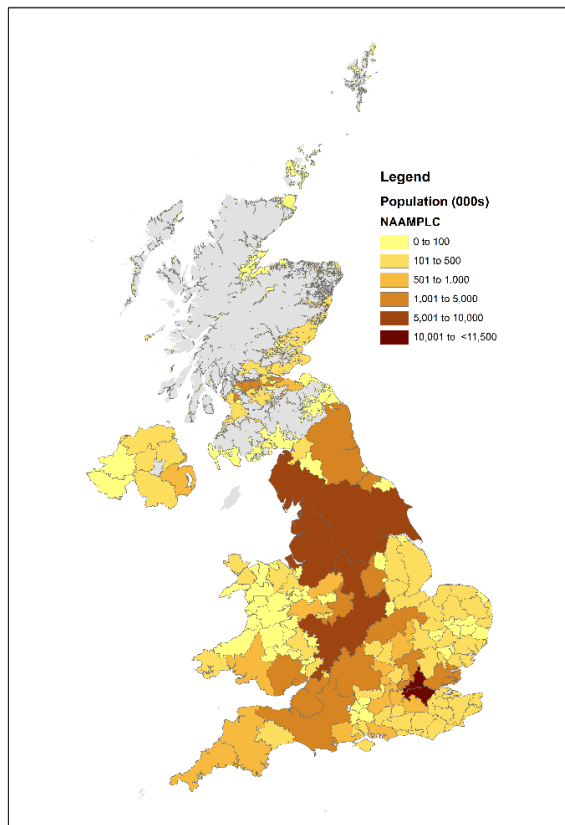 Legend
Population (000s)
NAAMPLC
0 to 100
101 to 500
501 to 1.000
1,001 to 5,000
5,001 to 10,000
10,001 to <11,500